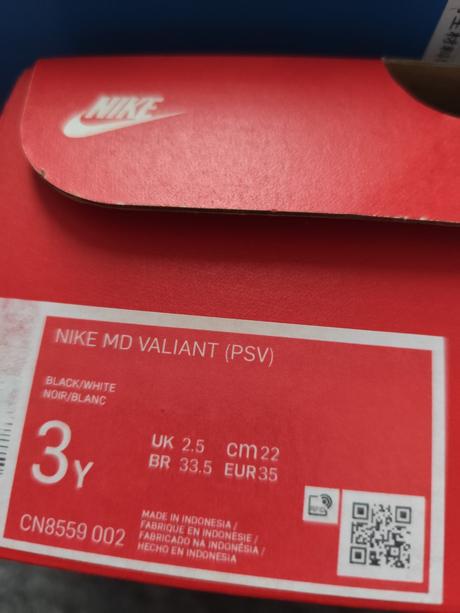 NIKE
NIKE MD VALIANT (PSV)
BLACK/WHITE
NOIR/BLANC
3Y
UK 2.5 cm 22
BR 33.5 EUR 35
CN8559 002
MADE IN INDONESIA /
FABRIQUE EN INDONESIE /
FABRICADO NA INDONÉSIA /
HECHO EN INDONESIA
RFID